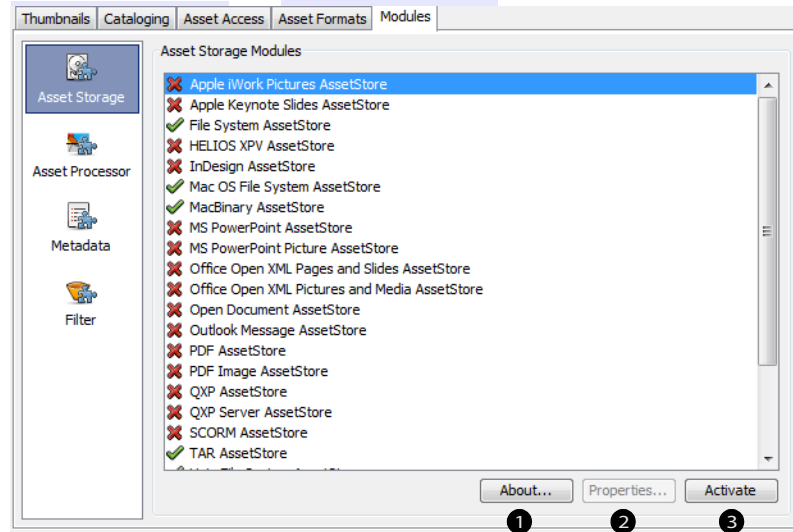 Thumbnails Cataloging Asset Access Asset Formats Modules
Asset Storage
Asset Processor
Metadata
Filter
Asset Storage Modules
Apple iWork Pictures AssetStore
Apple Keynote Slides AssetStore
File System AssetStore
HELIOS XPV AssetStore
InDesign AssetStore
Mac OS File System AssetStore
MacBinary AssetStore
MS PowerPoint AssetStore
MS PowerPoint Picture AssetStore
Office Open XML Pages and Slides AssetStore
Office Open XML Pictures and Media AssetStore
Open Document AssetStore
Outlook Message AssetStore
PDF AssetStore
PDF Image AssetStore
QXP AssetStore
QXP Server AssetStore
SCORM AssetStore
TAR AssetStore
About... Properties... Activate
1 2 3